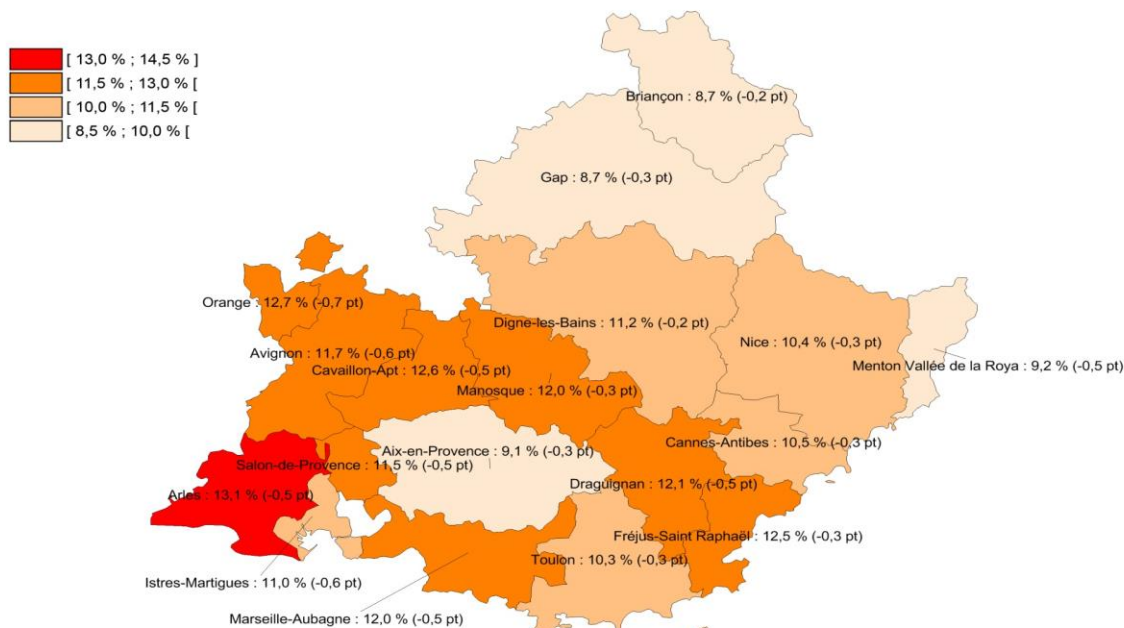 [ 13,0 % ; 14,5 % ]
[ 11,5 % ; 13,0 % [
[ 10,0 % ; 11,5 % [
[ 8,5 % ; 10,0 % [
Briançon : 8,7 % (-0,2 pt)
Gap : 8,7 % (-0,3 pt)
Orange : 12,7 % (-0,7 pt)
Digne-les-Bains : 11,2 % (-0,2 pt)
Nice : 10,4 % (-0,3 pt)
Avignon : 11,7 % (-0,6 pt)
Menton Vallée de la Roya : 9,2 % (-0,5 pt)
Cavaillon-Apt : 12,6 % (-0,5 pt)
Manosque : 12,0 % (-0,3 pt)
Cannes-Antibes : 10,5 % (-0,3 pt)
Aix-en-Provence : 9,1 % (-0,3 pt)
Salon-de-Provence : 11,5 % (-0,5 pt)
Draguignan : 12,1 % (-0,5 pt)
Arles : 13,1 % (-0,5 pt)
Fréjus-Saint Raphaël : 12,5 % (-0,3 pt)
Toulon : 10,3 % (-0,3 pt)
Istres-Martigues : 11,0 % (-0,6 pt)
Marseille-Aubagne : 12,0 % (-0,5 pt)